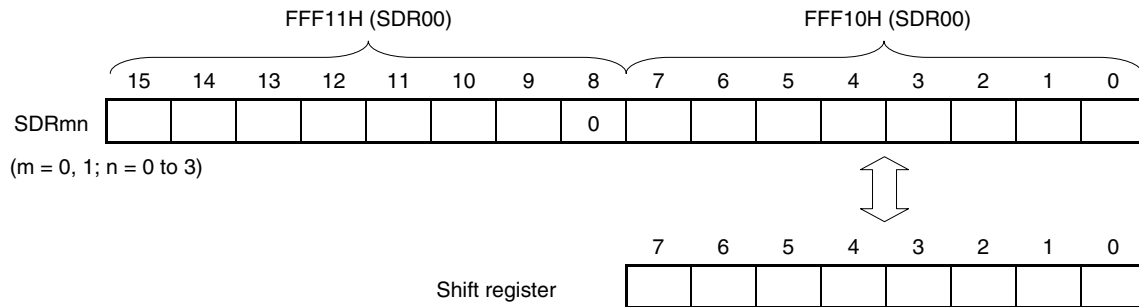 FFF11H (SDR00) FFF10H (SDR00)
15 14 13 12 11 10 9 8 7 6 5 4 3 2 1 0
SDRmn 0
(m = 0, 1; n = 0 to 3)
7 6 5 4 3 2 1 0
Shift register